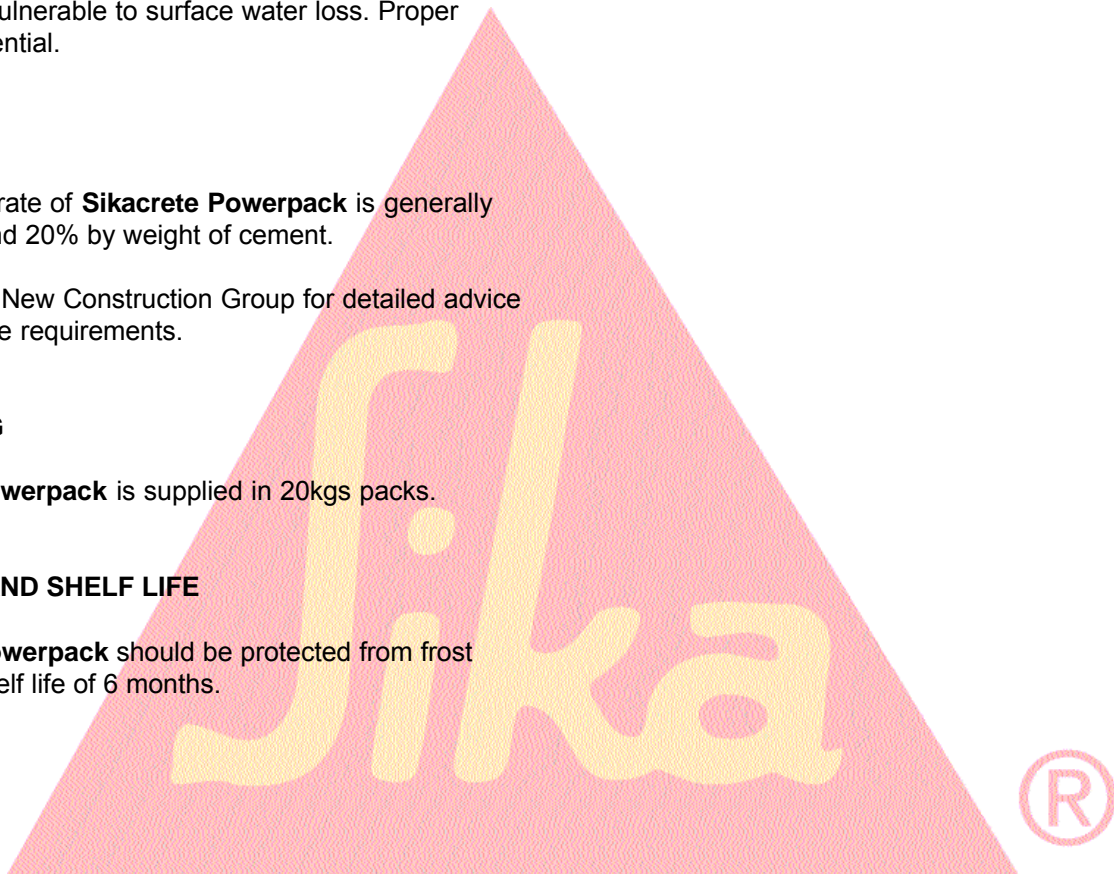 ulnerable to surface water loss. Proper
ential.
rate of Sikacrete Powerpack is generally
nd 20% by weight of cement.
New Construction Group for detailed advice
e requirements.
G
werpack is supplied in 20kgs packs.
ND SHELF LIFE
owerpack should be protected from frost
elf life of 6 months.
Sika
®